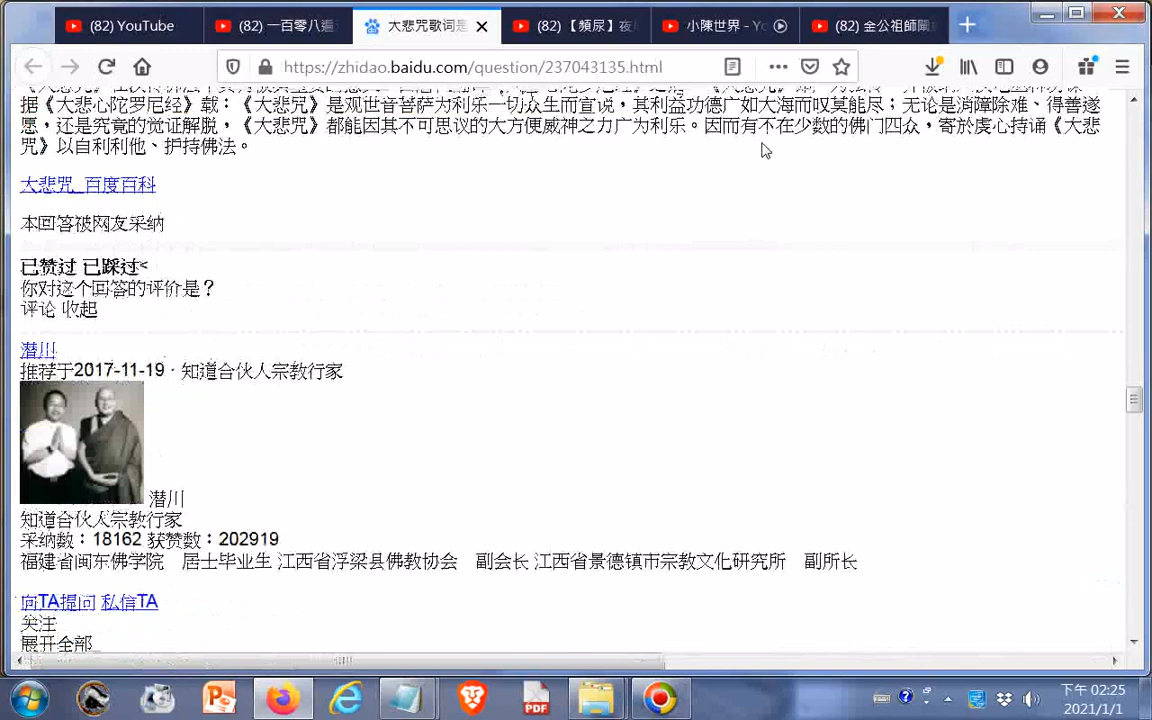 (82) YouTube
(82) 一百零八遍
大悲咒歌词是
(82) 【頻尿】夜
小陳世界 - Yo
(82) 金公祖師闡
https://zhidao.baidu.com/question/237043135.html
据《大悲心陀罗尼经》载：《大悲咒》是观世音菩萨为利乐一切众生而宣说，其利益功德广如大海而叹莫能尽；无论是消障除难、得善遂
愿，还是究竟的觉证解脱，《大悲咒》都能因其不可思议的大方便威神之力广为利乐。因而有不在少数的佛门四众，寄於虔心持诵《大悲
咒》以自利利他、护持佛法。
大悲咒_百度百科
本回答被网友采纳
已赞过 已踩过<
你对这个回答的评价是？
评论 收起
潜川
推荐于2017-11-19 · 知道合伙人宗教行家
潜川
知道合伙人宗教行家
采纳数：18162 获赞数：202919
福建省闽东佛学院　居士毕业生 江西省浮梁县佛教协会　副会长 江西省景德镇市宗教文化研究所　副所长
向TA提问 私信TA
关注
展开全部
PDF
下午 02:25
2021/1/1